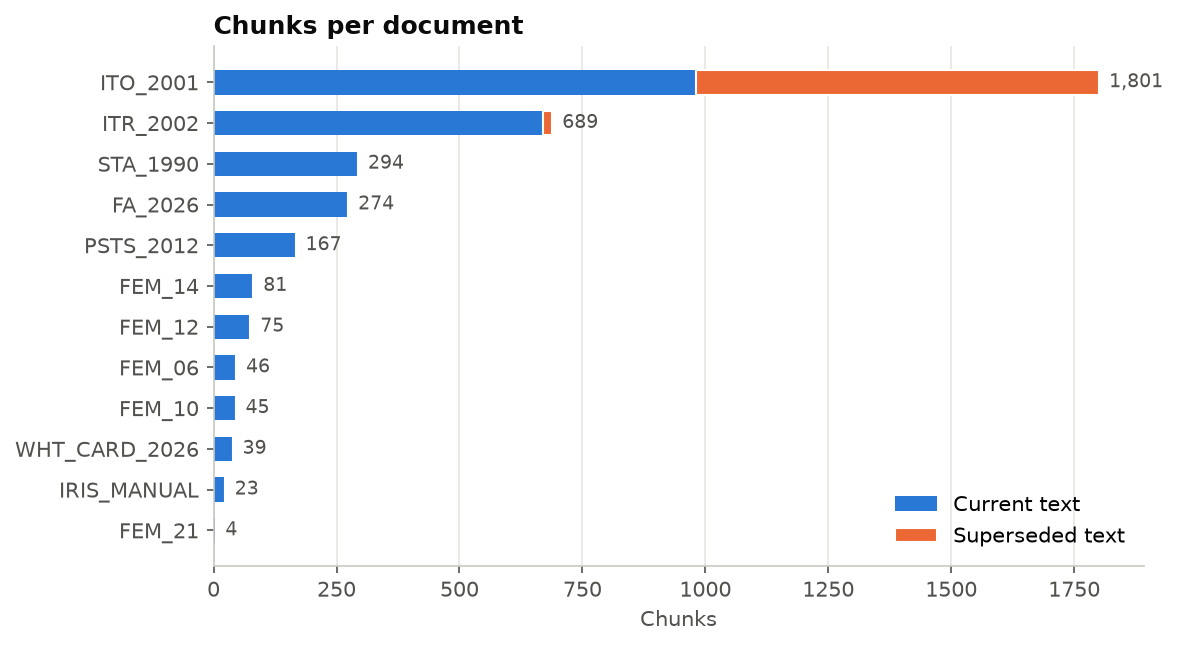 Chunks per document
ITO_2001 1,801
ITR_2002 689
STA_1990 294
FA_2026 274
PSTS_2012 167
FEM_14 81
FEM_12 75
FEM_06 46
FEM_10 45
WHT_CARD_2026 39
IRIS_MANUAL 23
FEM_21 4
Current text
Superseded text
0 250 500 750 1000 1250 1500 1750
Chunks